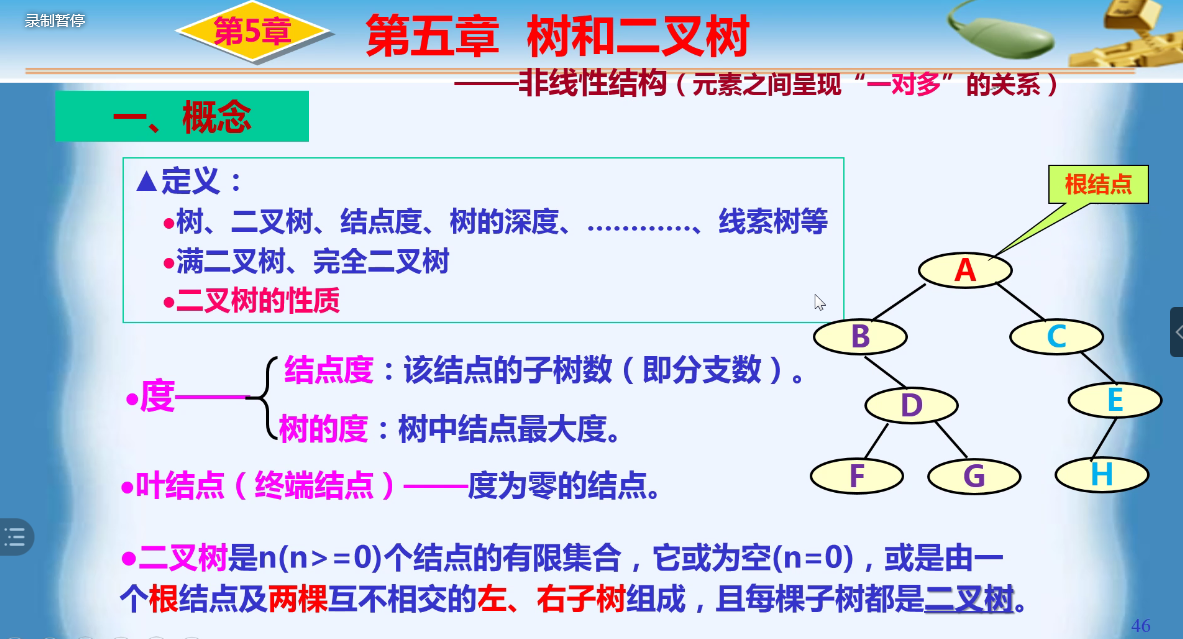 录制暂停
第5章
第五章 树和二叉树
——非线性结构（元素之间呈现“一对多”的关系）
一、概念
▲定义：
●树、二叉树、结点度、树的深度、…………、线索树等
●满二叉树、完全二叉树
●二叉树的性质
根结点
A
B
C
D
E
F
G
H
●度——
结点度：该结点的子树数（即分支数）。
树的度：树中结点最大度。
●叶结点（终端结点）——度为零的结点。
●二叉树是n(n>=0)个结点的有限集合，它或为空(n=0)，或是由一
个根结点及两棵互不相交的左、右子树组成，且每棵子树都是二叉树。
46